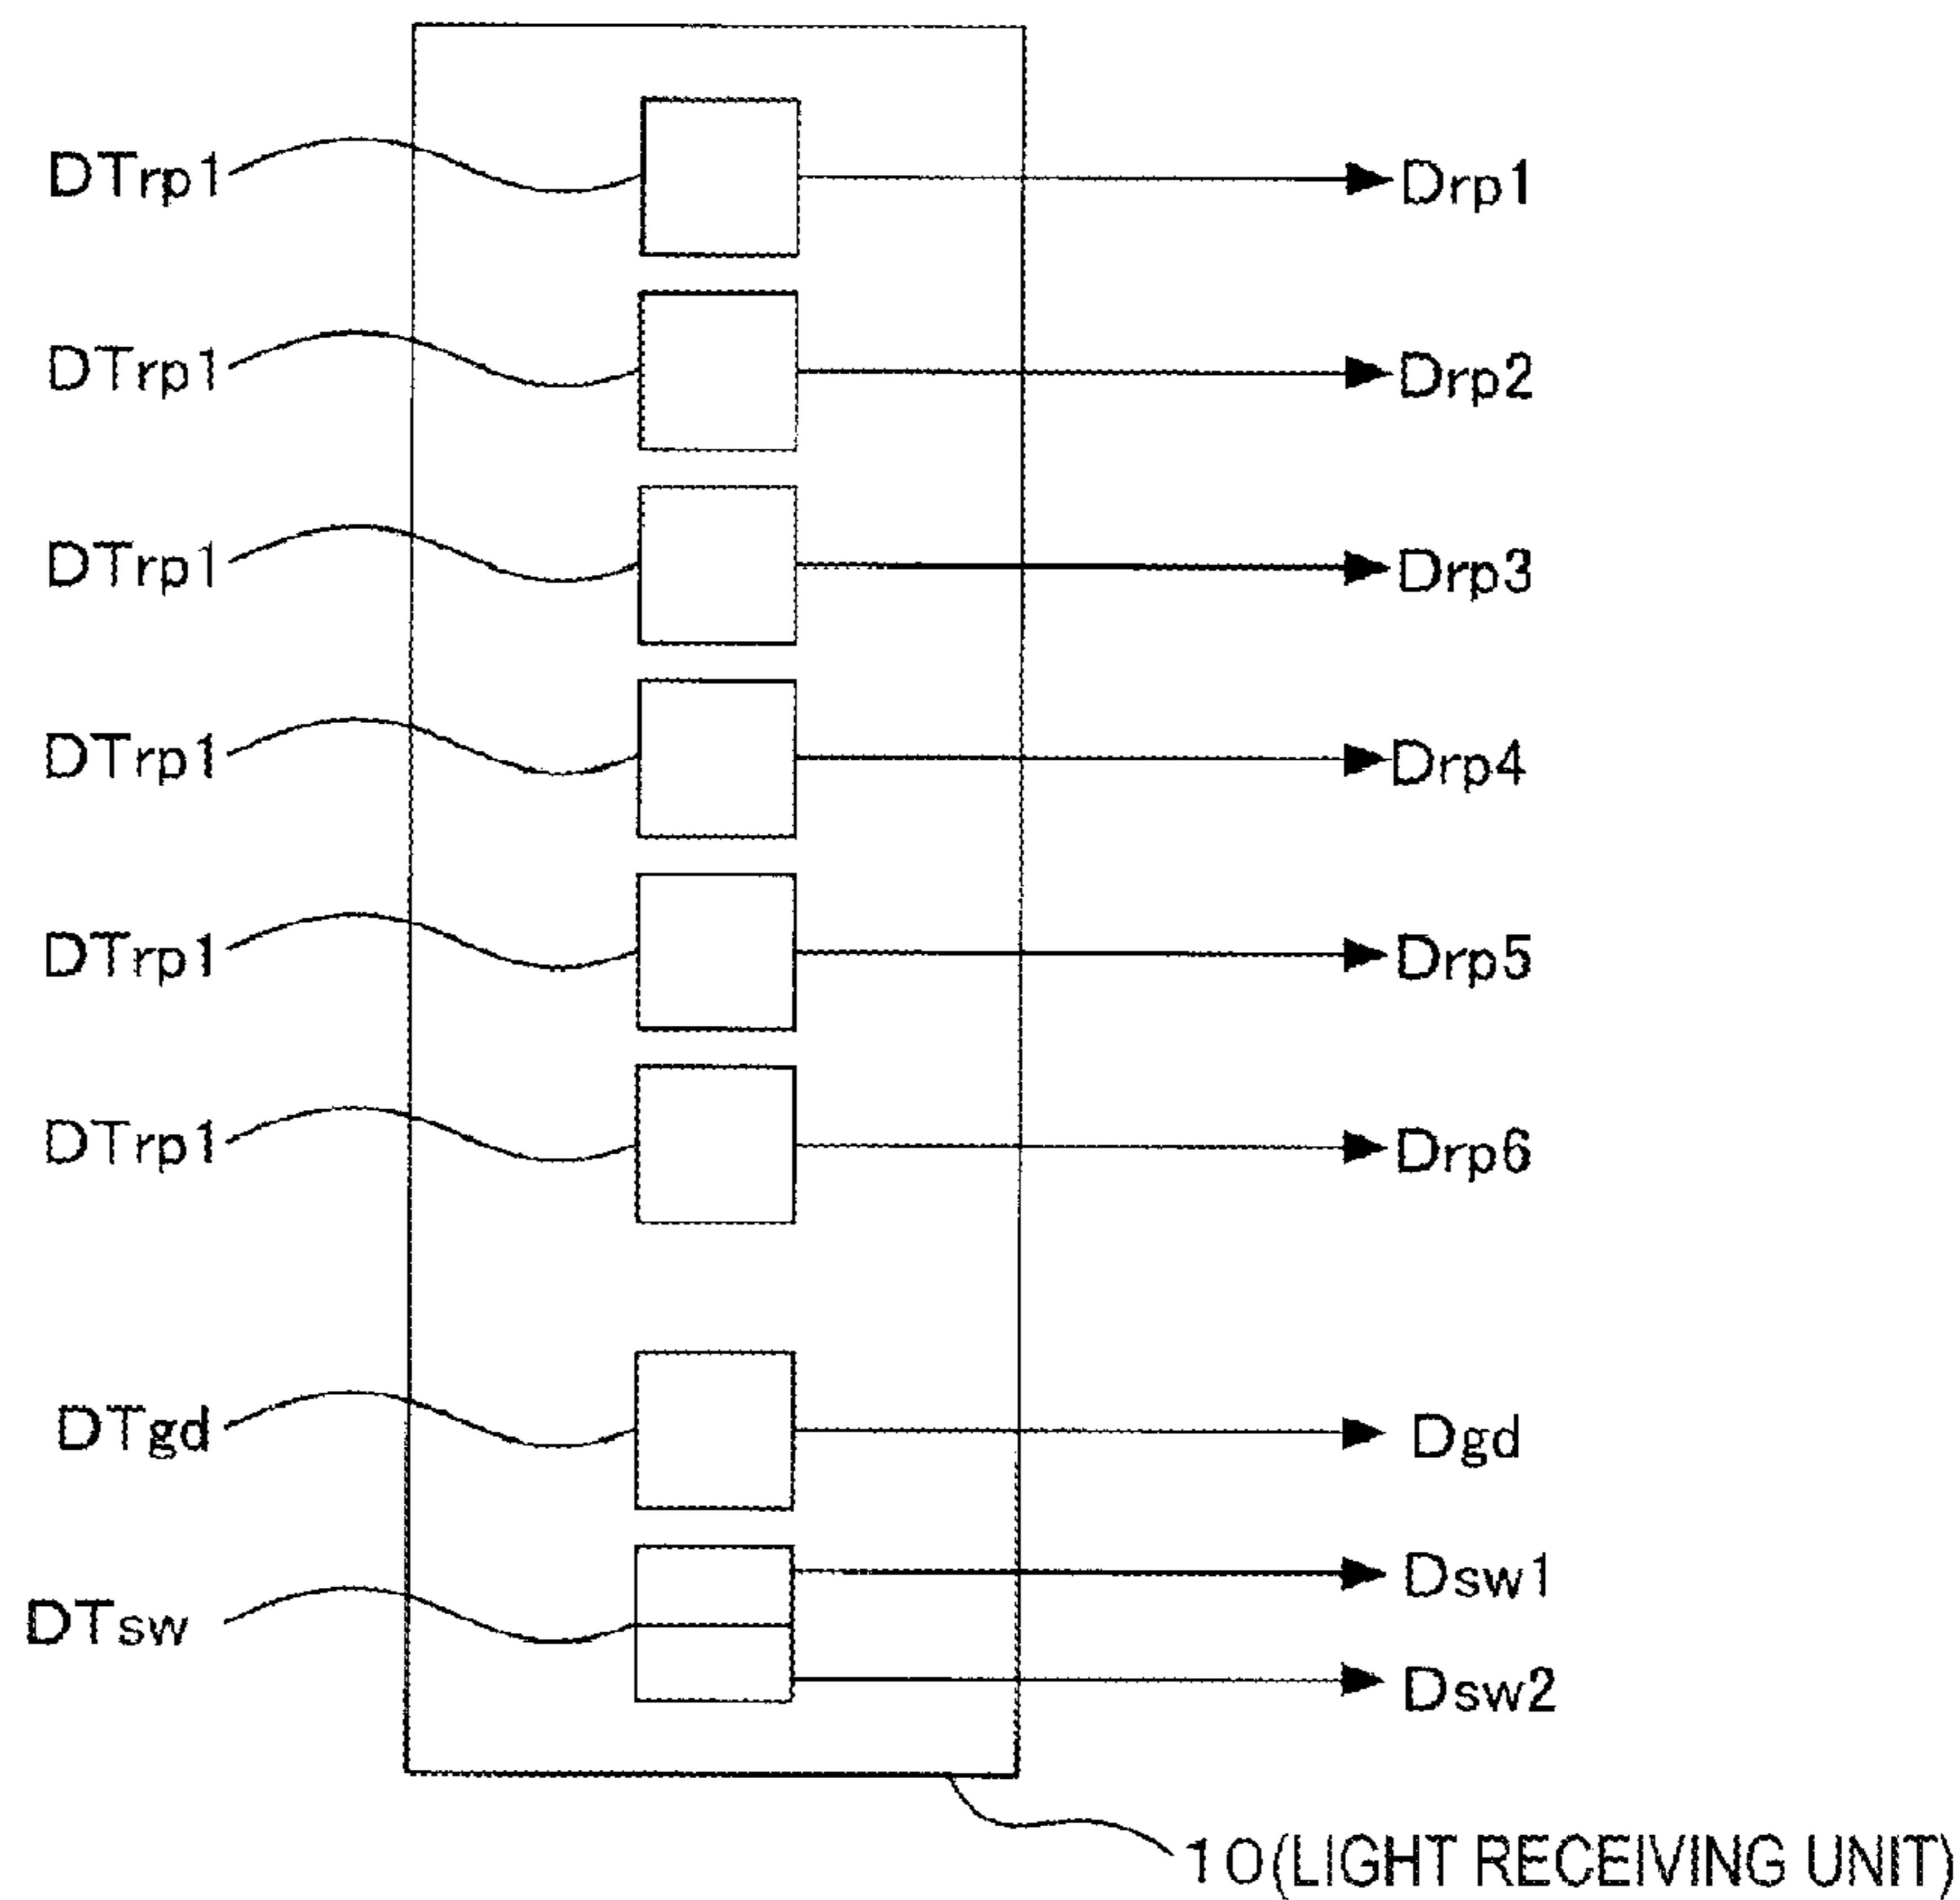 DTrp1 Drp1
DTrp1 Drp2
DTrp1 Drp3
DTrp1 Drp4
DTrp1 Drp5
DTrp1 Drp6
DTgd Dgd
Dsw1
DTsw
Dsw2
10(LIGHT RECEIVING UNIT)